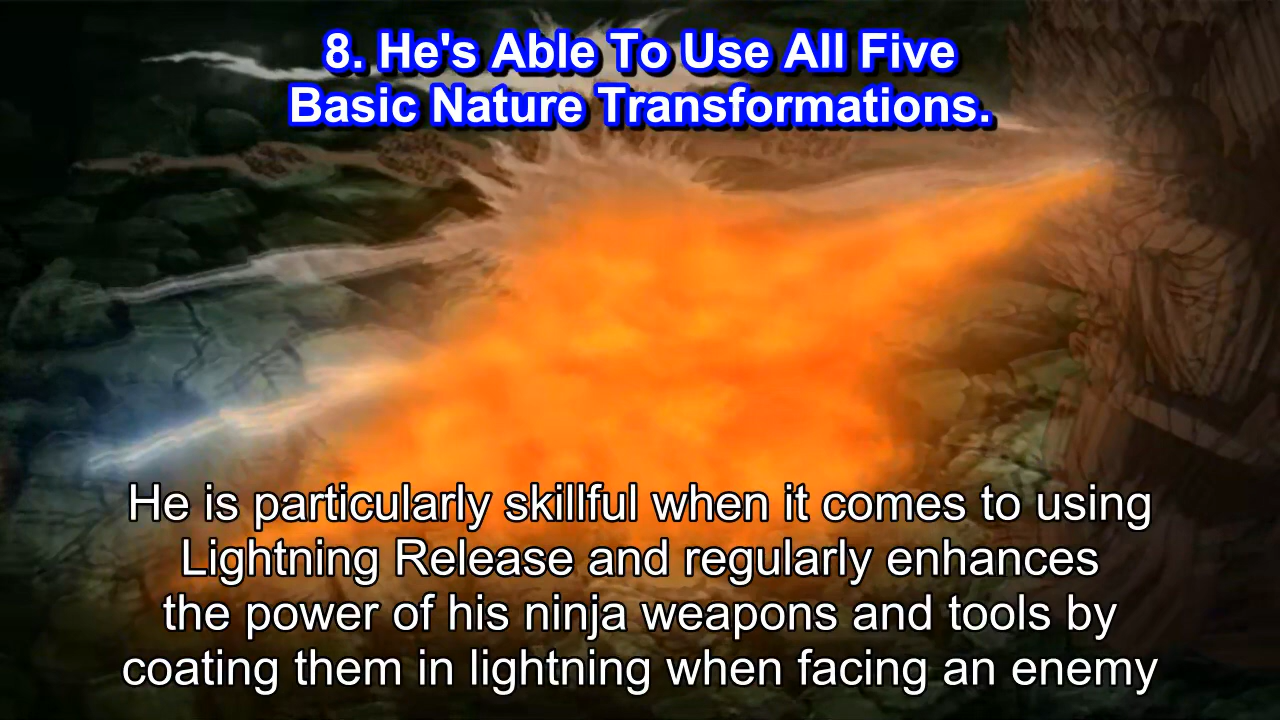 8. He's Able To Use All Five
Basic Nature Transformations.
He is particularly skillful when it comes to using
Lightning Release and regularly enhances
the power of his ninja weapons and tools by
coating them in lightning when facing an enemy